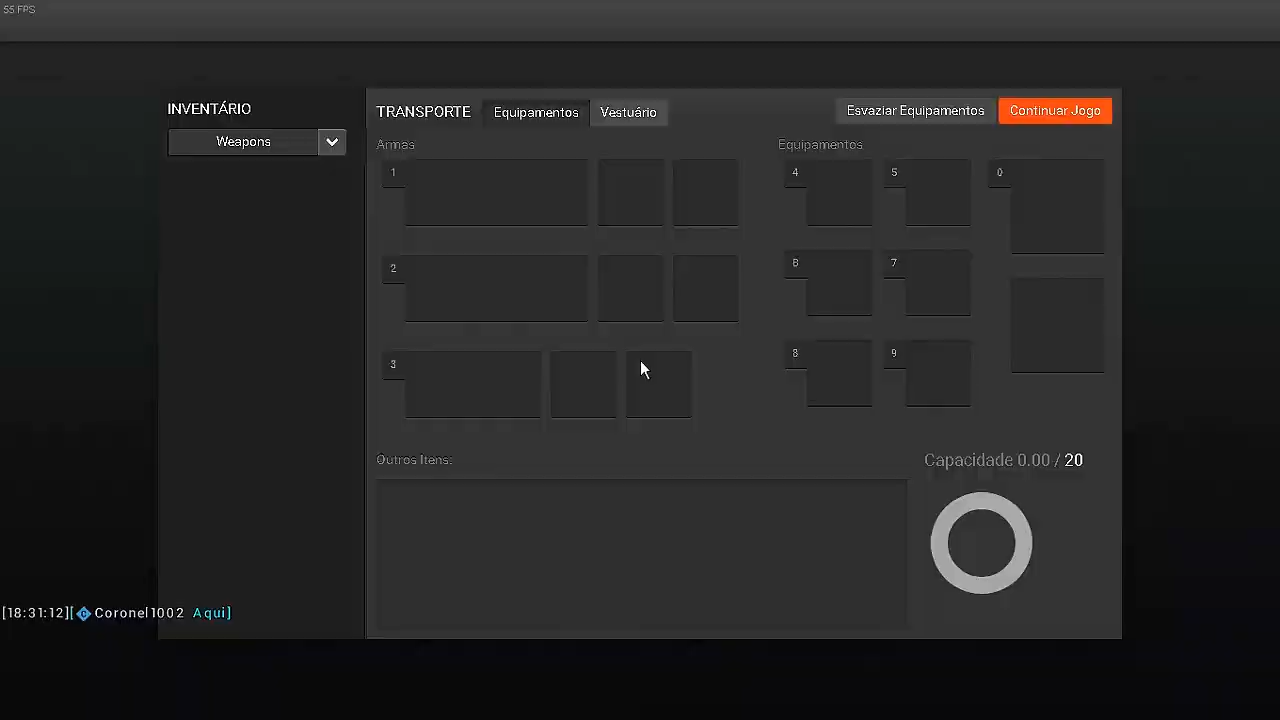 55 FPS
INVENTÁRIO
Weapons
TRANSPORTE
Equipamentos
Vestuário
Esvaziar Equipamentos
Continuar Jogo
Armas
Equipamentos
1
4
5
0
2
6
7
3
8
9
Outros Itens:
Capacidade 0.00 / 20
[18:31:12][ Coronel1002 Aqui]